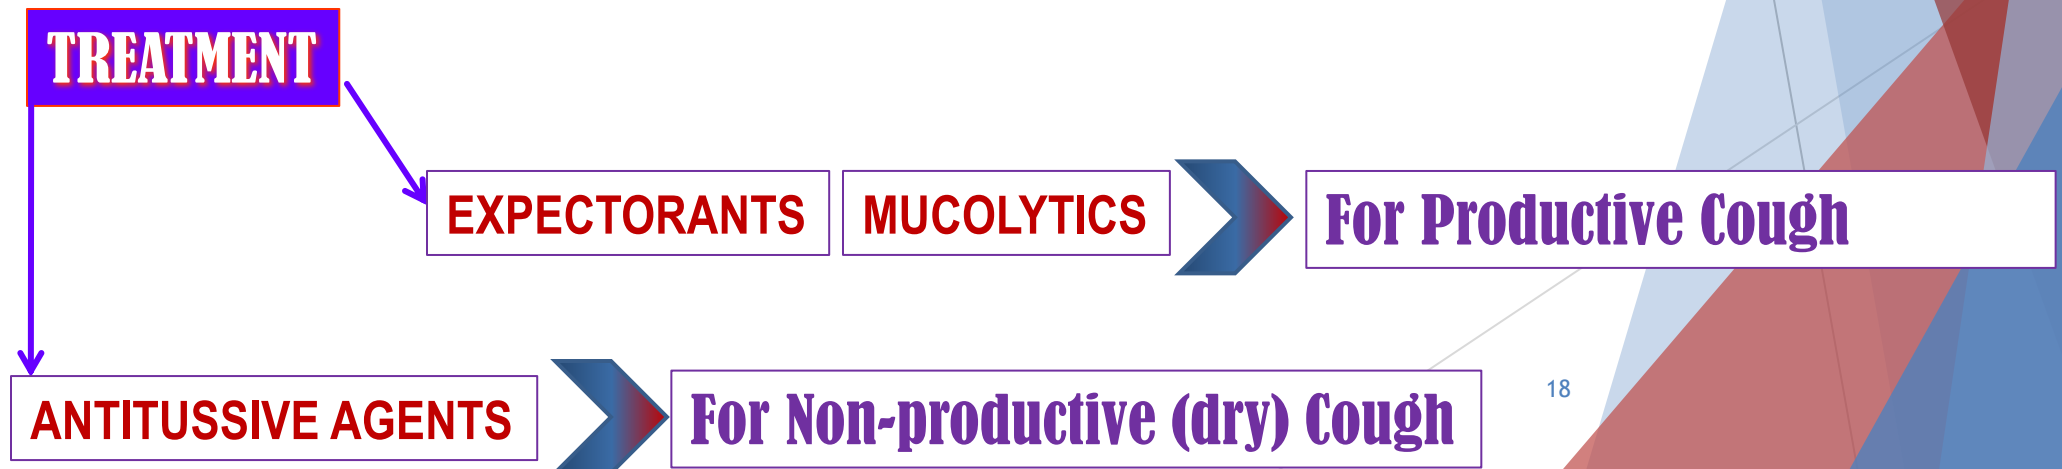 TREATMENT
EXPECTORANTS
MUCOLYTICS
For Productive Cough
ANTITUSSIVE AGENTS
For Non-productive (dry) Cough
18